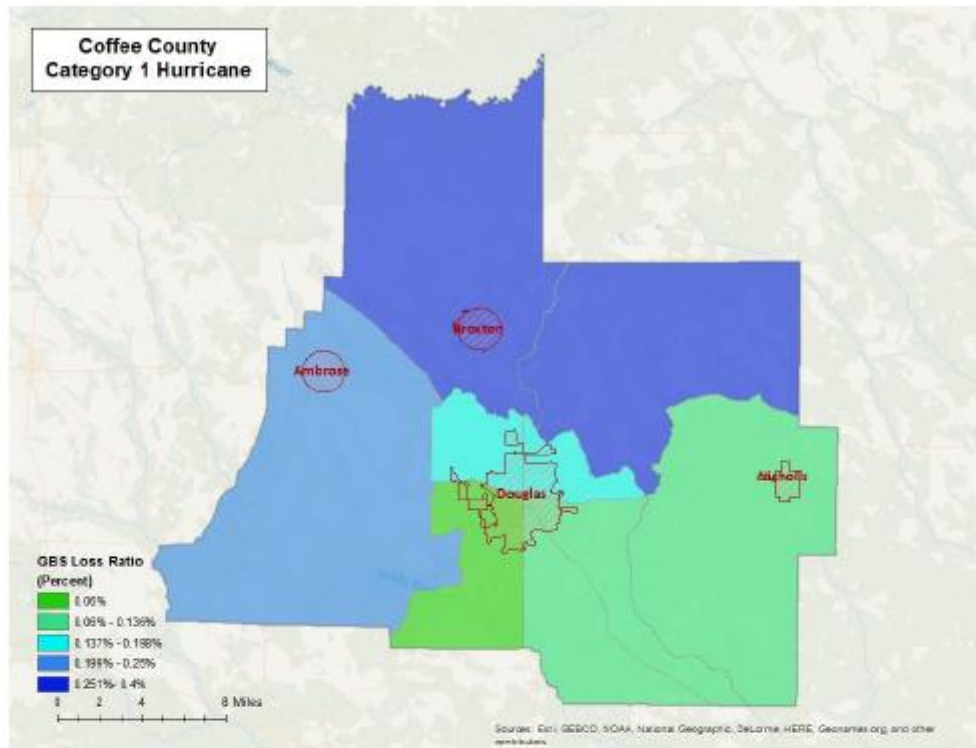 Coffee County
Category 1 Hurricane
Broxton
Ambrose
Nicholls
Douglas
GBS Loss Ratio
(Percent)
0.06%
0.06% - 0.136%
0.137% - 0.198%
0.199% - 0.25%
0.251% - 0.4%
0 2 4 8 Miles
Sources: Esri, GEBCO, NOAA, National Geographic, DeLorme, HERE, Geonames.org, and other
contributors